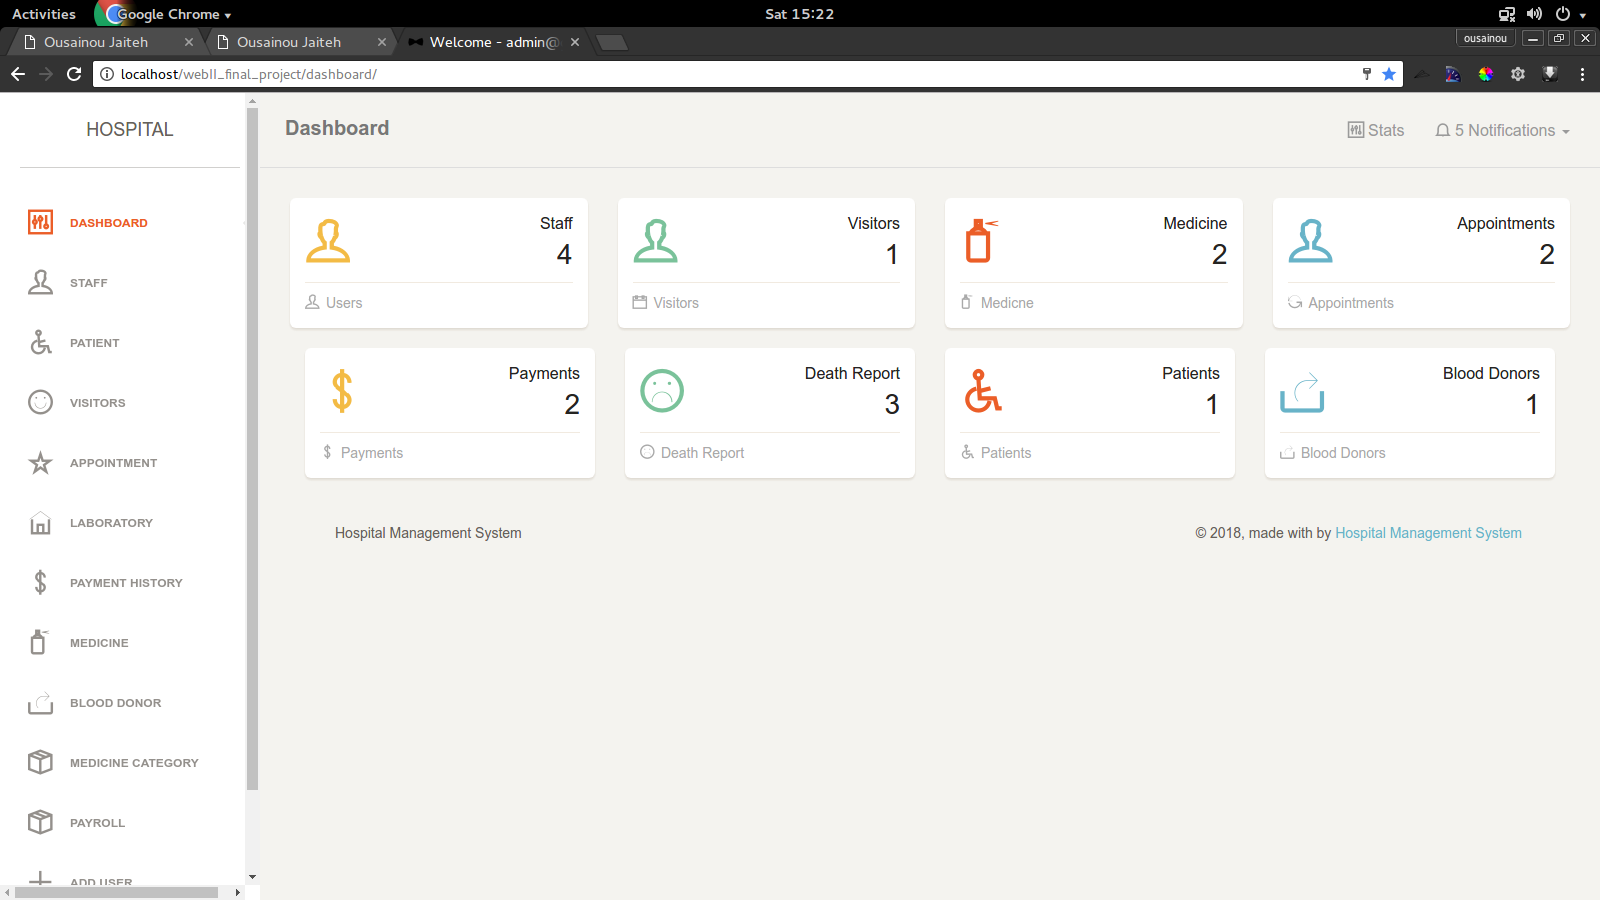 Activities Google Chrome Sat 15:22
Ousainou Jaiteh Ousainou Jaiteh Welcome - admin@ ousainou
localhost/webII_final_project/dashboard/
HOSPITAL
Dashboard
Stats 5 Notifications
DASHBOARD
STAFF
PATIENT
VISITORS
APPOINTMENT
LABORATORY
PAYMENT HISTORY
MEDICINE
BLOOD DONOR
MEDICINE CATEGORY
PAYROLL
ADD USER
Staff
4
Users
Visitors
1
Visitors
Medicine
2
Medicne
Appointments
2
Appointments
Payments
2
Payments
Death Report
3
Death Report
Patients
1
Patients
Blood Donors
1
Blood Donors
Hospital Management System
© 2018, made with by Hospital Management System